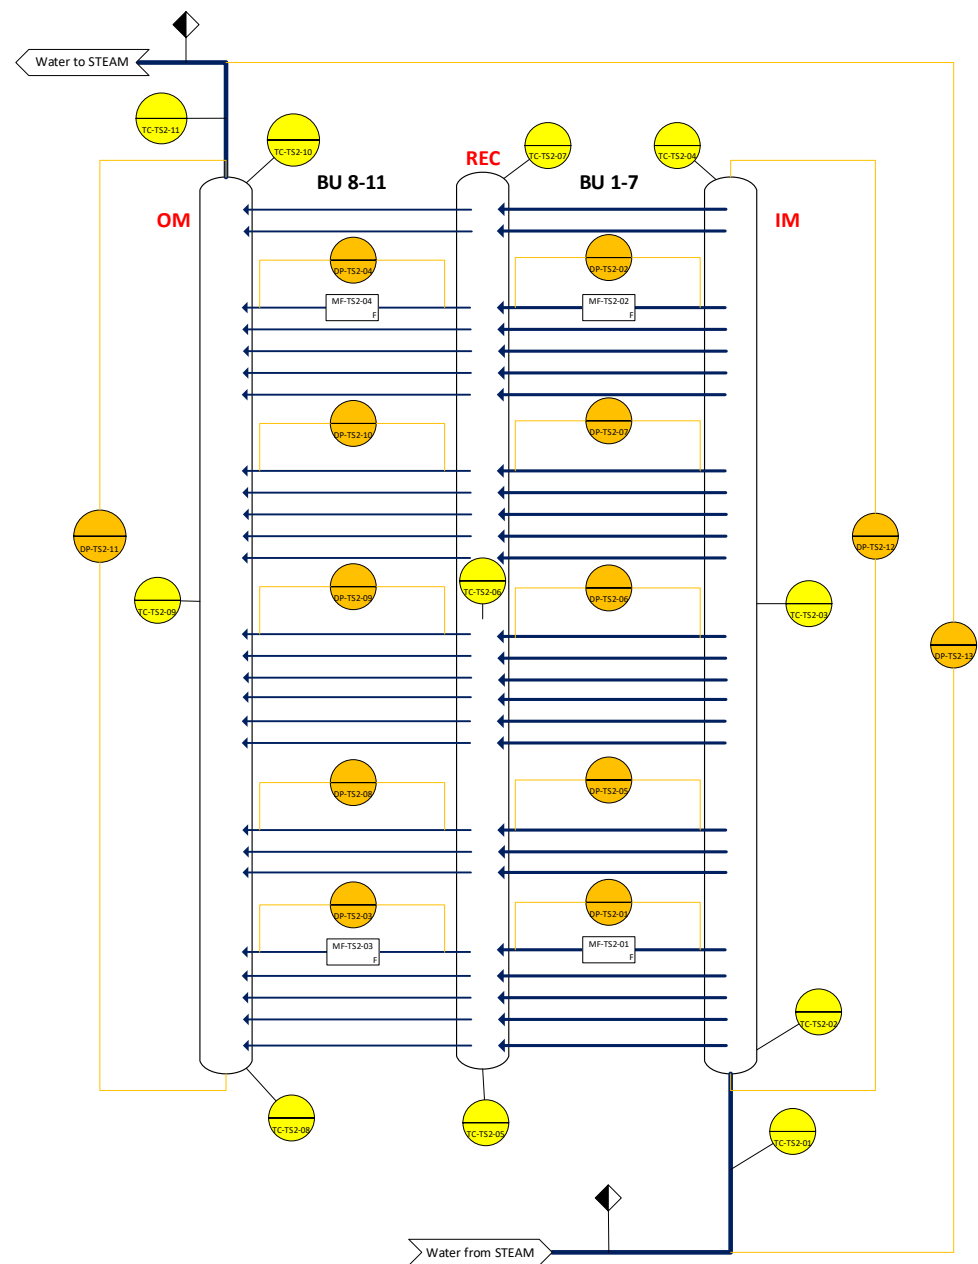 Water to STEAM
TC-TS2-11
TC-TS2-10
TC-TS2-07
TC-TS2-04
REC
BU 8-11
BU 1-7
OM
IM
DP-TS2-04
DP-TS2-02
MF-TS2-04
F
MF-TS2-02
F
DP-TS2-10
DP-TS2-07
DP-TS2-11
DP-TS2-12
TC-TS2-09
DP-TS2-09
TC-TS2-06
DP-TS2-06
TC-TS2-03
DP-TS2-13
DP-TS2-08
DP-TS2-05
DP-TS2-03
DP-TS2-01
MF-TS2-03
F
MF-TS2-01
F
TC-TS2-02
TC-TS2-08
TC-TS2-05
TC-TS2-01
Water from STEAM